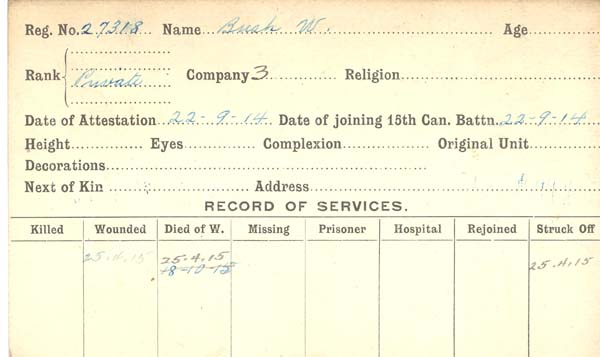 Reg. No. 27318 Name Bush W. Age
Rank Private Company 3 Religion
Date of Attestation 22-9-14 Date of joining 15th Can. Battn. 22-9-14
Height Eyes Complexion Original Unit
Decorations
Next of Kin Address
RECORD OF SERVICES.
Killed Wounded Died of W. Missing Prisoner Hospital Rejoined Struck Off
25.4.15 25.4.15 25.4.15
18-10-15